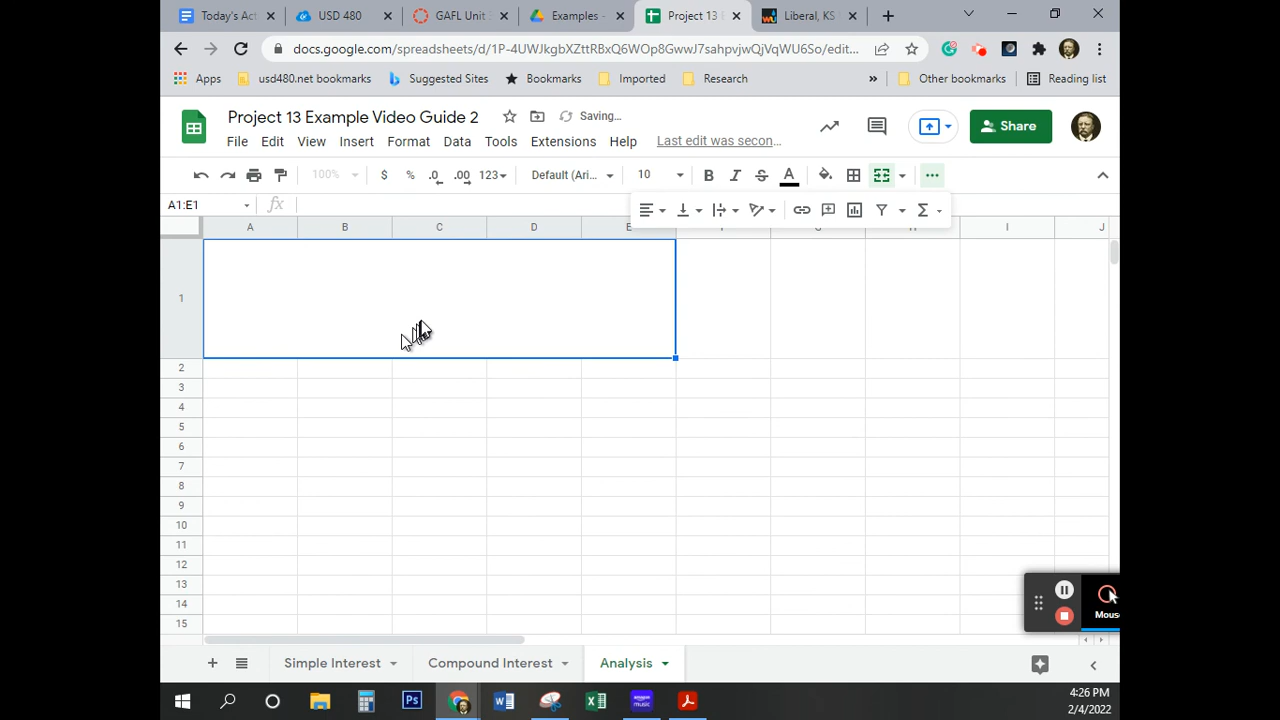 Today's Act
USD 480
GAFL Unit
Examples -
Project 13
Liberal, KS
docs.google.com/spreadsheets/d/1P-4UWJkgbXZttRBxQ6WOp8GwwJ7sahpvjwQjVqWU6So/edit...
Apps
usd480.net bookmarks
Suggested Sites
Bookmarks
Imported
Research
»
Other bookmarks
Reading list
Project 13 Example Video Guide 2
Saving...
File Edit View Insert Format Data Tools Extensions Help Last edit was secon...
Share
100% $ % .0 .00 123 Default (Ari... 10 B I S A
A1:E1 fx
A B C D E I J
1
2
3
4
5
6
7
8
9
10
11
12
13
14
15
Mous
Simple Interest
Compound Interest
Analysis
Ps
music
4:26 PM
2/4/2022